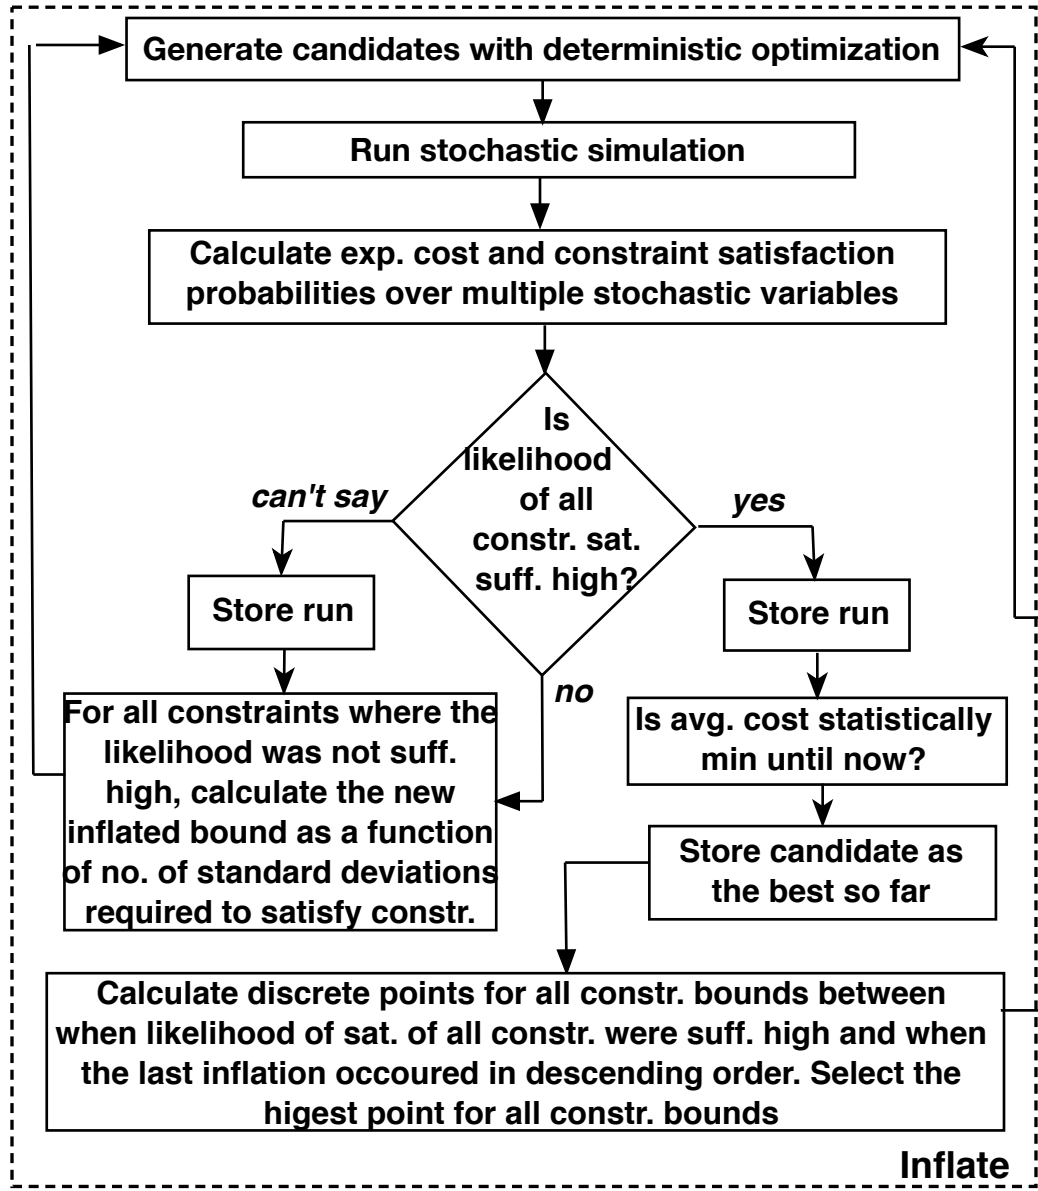 Generate candidates with deterministic optimization
Run stochastic simulation
Calculate exp. cost and constraint satisfaction
probabilities over multiple stochastic variables
Is
likelihood
of all
constr. sat.
suff. high?
can't say
yes
no
Store run
For all constraints where the
likelihood was not suff.
high, calculate the new
inflated bound as a function
of no. of standard deviations
required to satisfy constr.
Store run
Is avg. cost statistically
min until now?
Store candidate as
the best so far
Calculate discrete points for all constr. bounds between
when likelihood of sat. of all constr. were suff. high and when
the last inflation occoured in descending order. Select the
higest point for all constr. bounds
Inflate